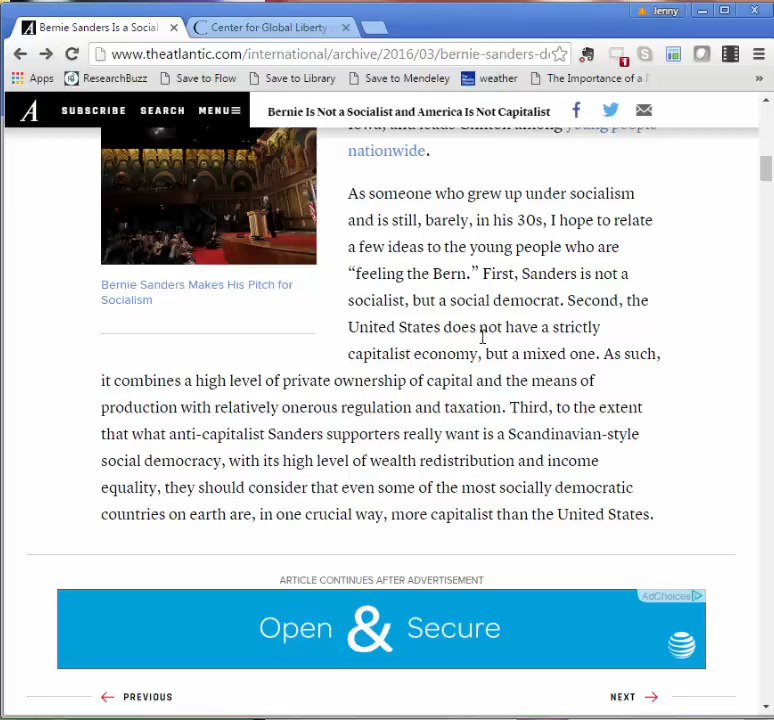 Jenny
Bernie Sanders Is a Social
Center for Global Liberty
www.theatlantic.com/international/archive/2016/03/bernie-sanders-d
1
Apps
ResearchBuzz
Save to Flow
Save to Library
Save to Mendeley
weather
The Importance of a
»
A SUBSCRIBE SEARCH MENU Bernie Is Not a Socialist and America Is Not Capitalist
Iowa, and leads Clinton among young people
nationwide.
Bernie Sanders Makes His Pitch for
Socialism
As someone who grew up under socialism
and is still, barely, in his 30s, I hope to relate
a few ideas to the young people who are
“feeling the Bern.” First, Sanders is not a
socialist, but a social democrat. Second, the
United States does not have a strictly
capitalist economy, but a mixed one. As such,
it combines a high level of private ownership of capital and the means of
production with relatively onerous regulation and taxation. Third, to the extent
that what anti-capitalist Sanders supporters really want is a Scandinavian-style
social democracy, with its high level of wealth redistribution and income
equality, they should consider that even some of the most socially democratic
countries on earth are, in one crucial way, more capitalist than the United States.
ARTICLE CONTINUES AFTER ADVERTISEMENT
AdChoices
Open & Secure
PREVIOUS
NEXT